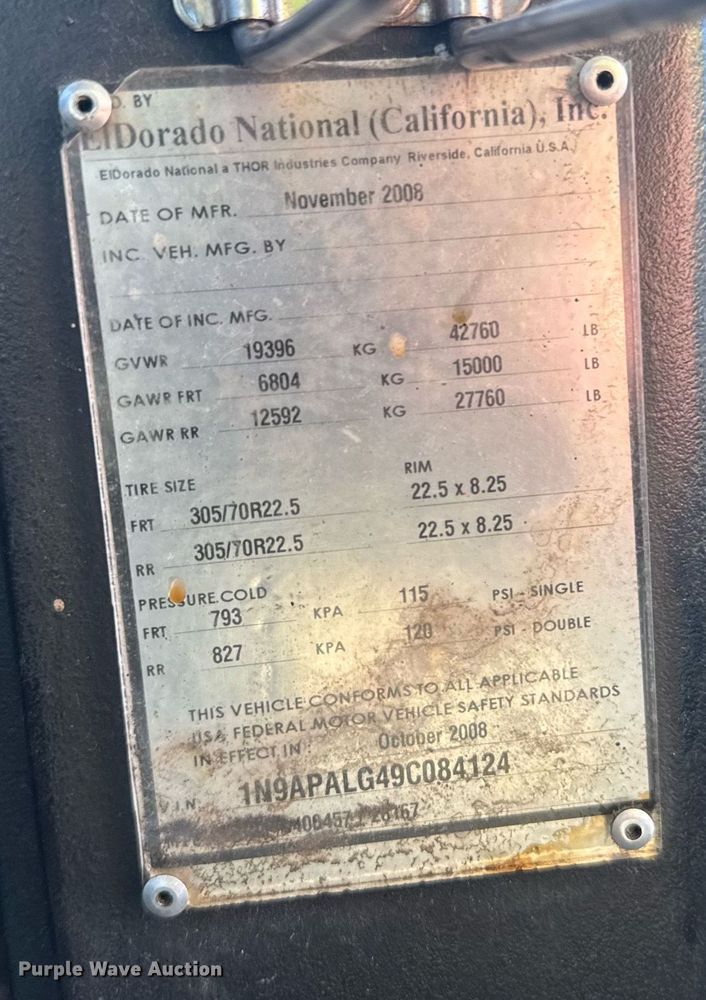 D. BY
ElDorado National (California), Inc.
ElDorado National a THOR Industries Company Riverside, California U.S.A.
DATE OF MFR. November 2008
INC. VEH. MFG. BY
DATE OF INC. MFG.
GVWR 19396 KG 42760 LB
GAWR FRT 6804 KG 15000 LB
GAWR RR 12592 KG 27760 LB
TIRE SIZE RIM
FRT 305/70R22.5 22.5 x 8.25
RR 305/70R22.5 22.5 x 8.25
PRESSURE.COLD
FRT 793 KPA 115 PSI - SINGLE
RR 827 KPA 120 PSI - DOUBLE
THIS VEHICLE CONFORMS TO ALL APPLICABLE
USA FEDERAL MOTOR VEHICLE SAFETY STANDARDS
IN EFFECT IN : October 2008
V.I.N. 1N9APALG49C084124
Purple Wave Auction